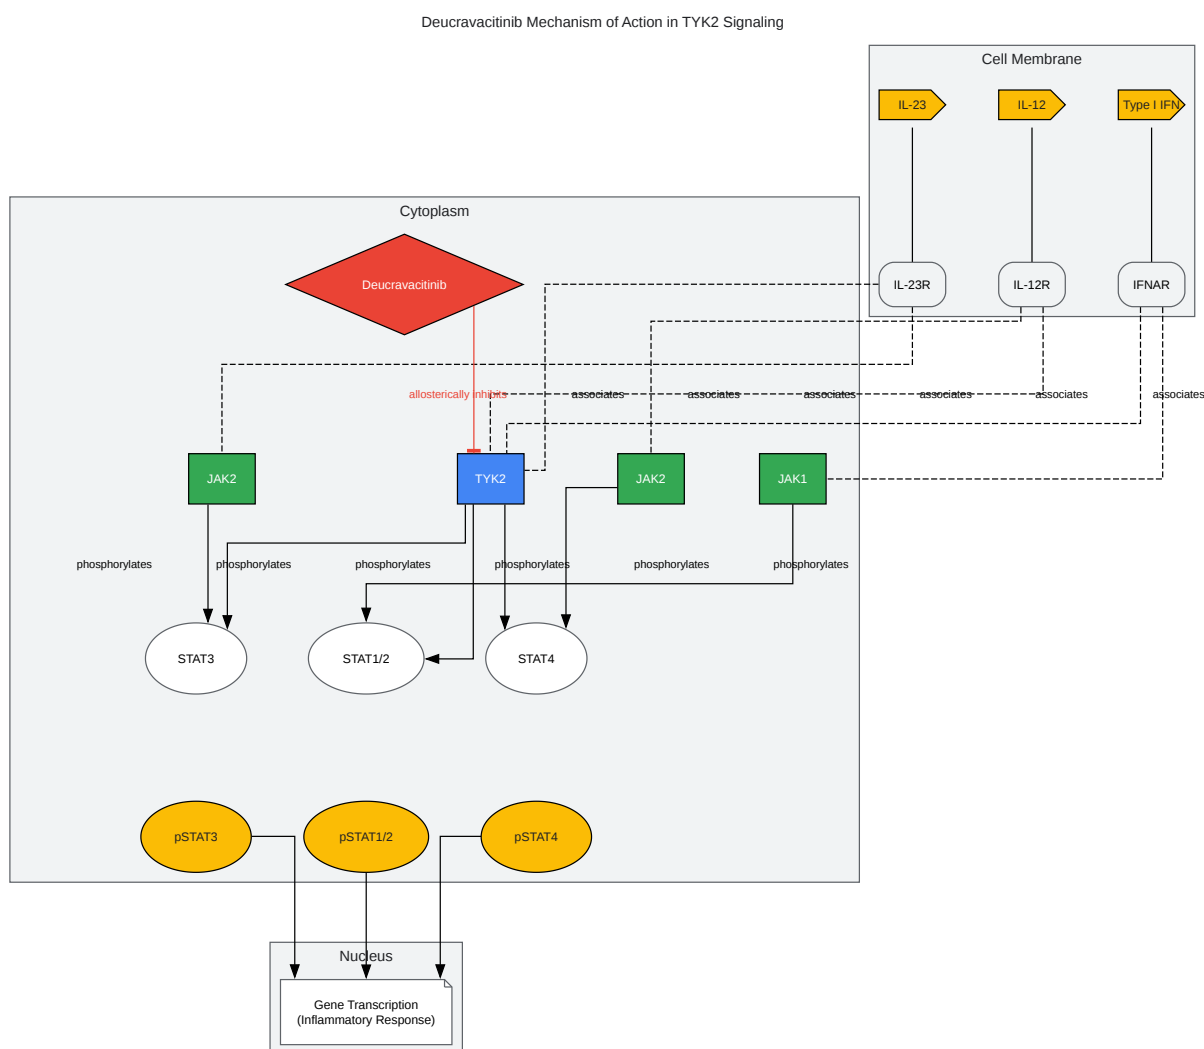 Deucravacitinib Mechanism of Action in TYK2 Signaling
Cell Membrane
IL-23
IL-12
Type I IFN
Cytoplasm
Deucravacitinib
IL-23R
IL-12R
IFNAR
allosterically inhibits
associates
associates
associates
associates
associates
associates
JAK2
TYK2
JAK2
JAK1
phosphorylates
phosphorylates
phosphorylates
phosphorylates
phosphorylates
phosphorylates
STAT3
STAT1/2
STAT4
pSTAT3
pSTAT1/2
pSTAT4
Nucleus
Gene Transcription
(Inflammatory Response)